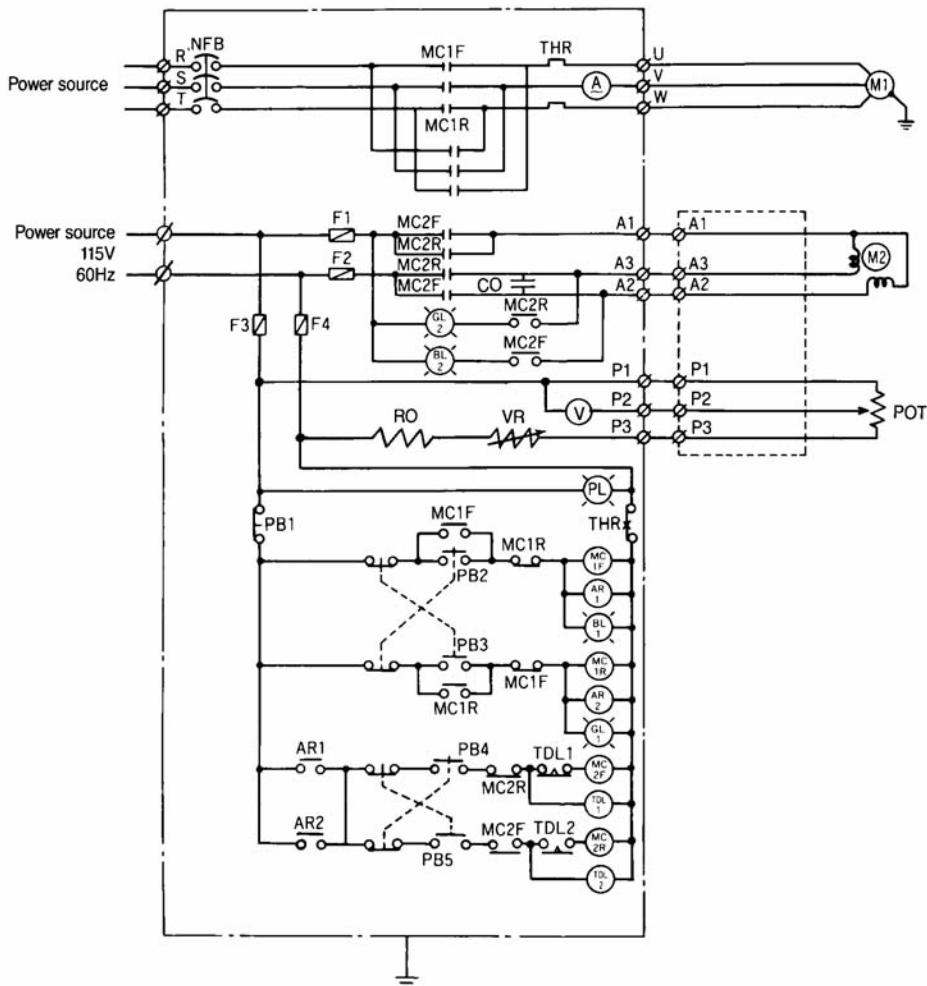 .NFB
R
S
T
MC1F
THR
U
V
W
Power source
A
M1
MC1R
Power source
115V
60Hz
F1
F2
MC2F
MC2R
MC2R
MC2F
CO
A1
A3
A2
A1
A3
A2
M2
F3
F4
GL 2
MC2R
BL 2
MC2F
P1
P2
P3
P1
P2
P3
V
POT
RO
VR
PL
PB1
THR
MC1F
PB2
MC1R
MC 1F
AR 1
BL 1
PB3
MC1R
MC1F
MC 1R
AR 2
GL 1
AR1
PB4
MC2R
TDL1
MC 2F
TDL 1
AR2
PB5
MC2F
TDL2
MC 2R
TDL 2